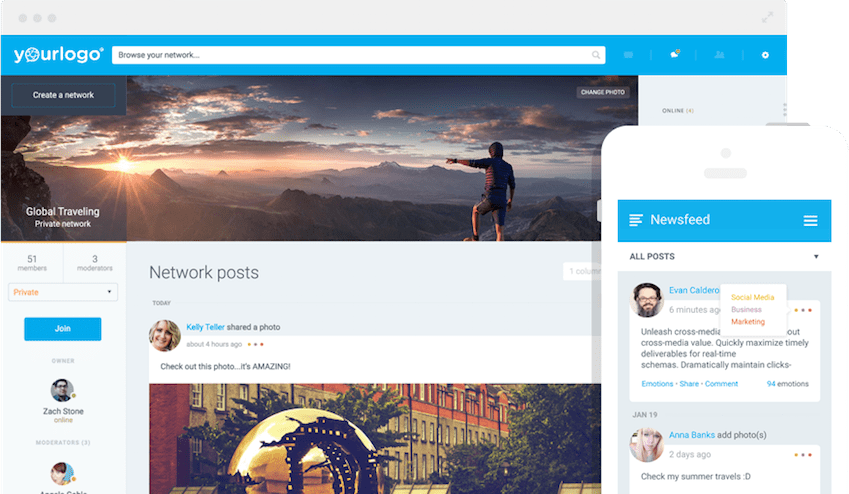 yourlogo
Browse your network...
Create a network
CHANGE PHOTO
ONLINE (4)
Global Traveling
Private network
51
members
3
moderators
Private
Join
OWNER
Zach Stone
online
MODERATORS (3)
Network posts
1 column
TODAY
Kelly Teller shared a photo
about 4 hours ago
Check out this photo...it's AMAZING!
Newsfeed
ALL POSTS
Evan Caldero
6 minutes ago
Social Media
Business
Marketing
Unleash cross-media out
cross-media value. Quickly maximize timely
deliverables for real-time
schemas. Dramatically maintain clicks-
Emotions • Share • Comment
94 emotions
JAN 19
Anna Banks add photo(s)
2 days ago
Check my summer travels :D